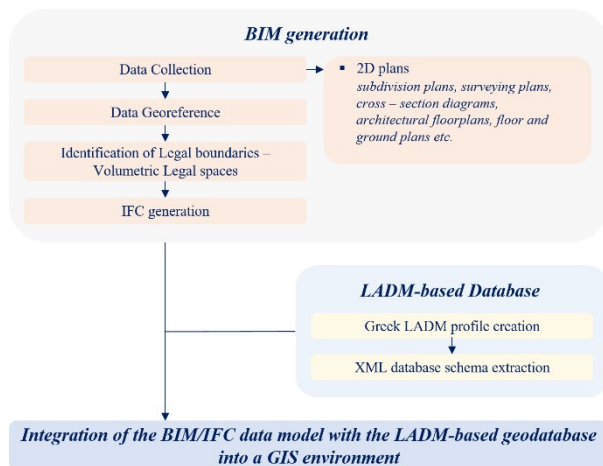 BIM generation
Data Collection
▪ 2D plans
subdivision plans, surveying plans,
cross – section diagrams,
architectural floorplans, floor and
ground plans etc.
Data Georeference
Identification of Legal boundaries –
Volumetric Legal spaces
IFC generation
LADM-based Database
Greek LADM profile creation
XML database schema extraction
Integration of the BIM/IFC data model with the LADM-based geodatabase
into a GIS environment